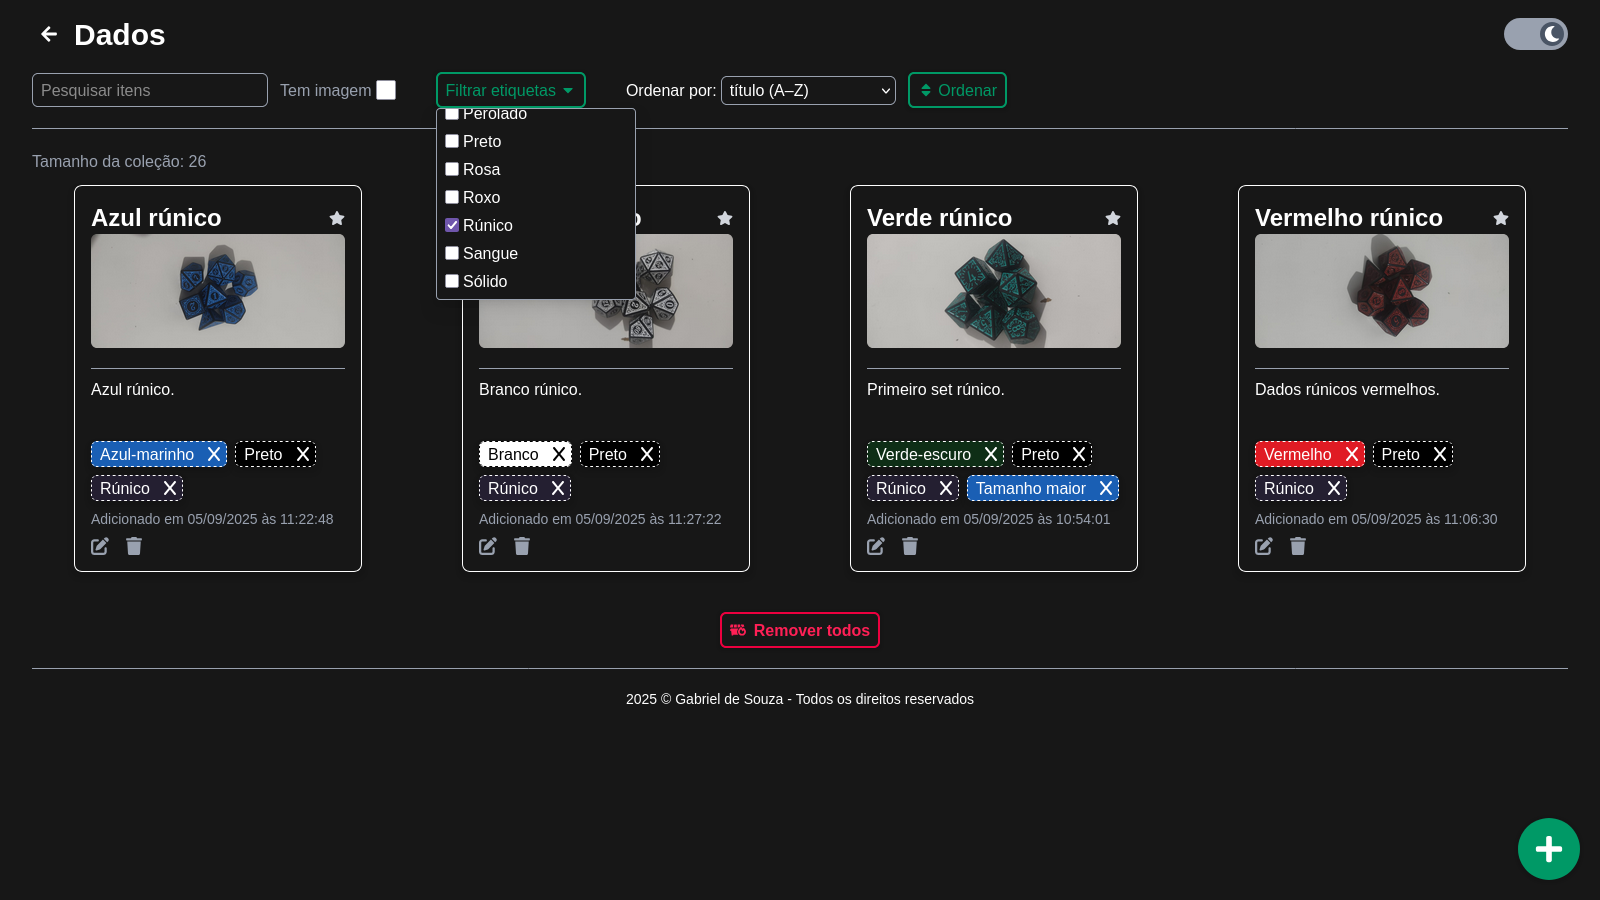 Dados
Pesquisar itens
Tem imagem
Filtrar etiquetas
Ordenar por:
título (A–Z)
Ordenar
Perolado
Preto
Rosa
Roxo
Rúnico
Sangue
Sólido
Tamanho da coleção: 26
Azul rúnico
Azul rúnico.
Azul-marinho X
Preto X
Rúnico X
Adicionado em 05/09/2025 às 11:22:48
o
Branco rúnico.
Branco X
Preto X
Rúnico X
Adicionado em 05/09/2025 às 11:27:22
Verde rúnico
Primeiro set rúnico.
Verde-escuro X
Preto X
Rúnico X
Tamanho maior X
Adicionado em 05/09/2025 às 10:54:01
Vermelho rúnico
Dados rúnicos vermelhos.
Vermelho X
Preto X
Rúnico X
Adicionado em 05/09/2025 às 11:06:30
Remover todos
2025 © Gabriel de Souza - Todos os direitos reservados